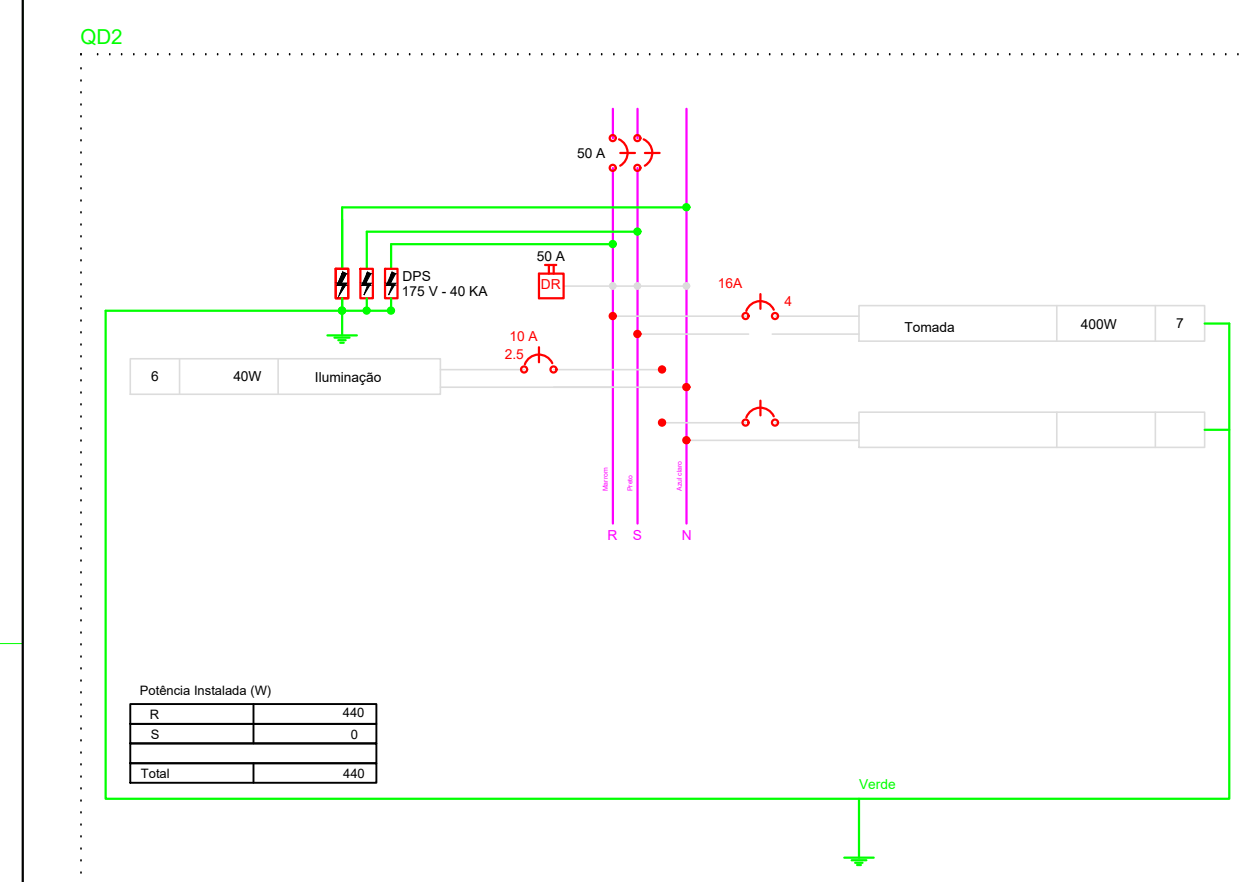 QD2
50 A
50 A
DR
DPS
175 V - 40 KA
16A
4
Tomada 400W 7
10 A
2.5
6 40W Iluminação
Marrom
Preto
Azul claro
R S N
Potência Instalada (W)
R 440
S 0
Total 440
Verde